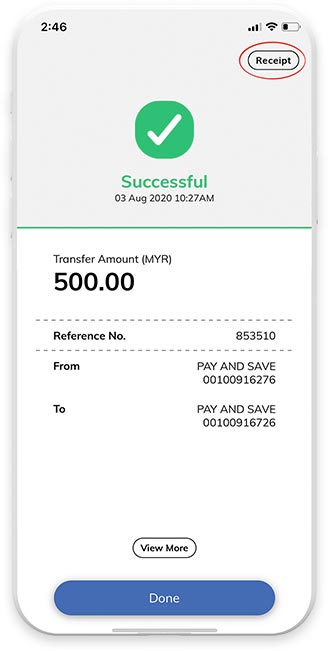 2:46
Receipt
Successful
03 Aug 2020 10:27AM
Transfer Amount (MYR)
500.00
Reference No. 853510
From PAY AND SAVE
00100916276
To PAY AND SAVE
00100916726
View More
Done